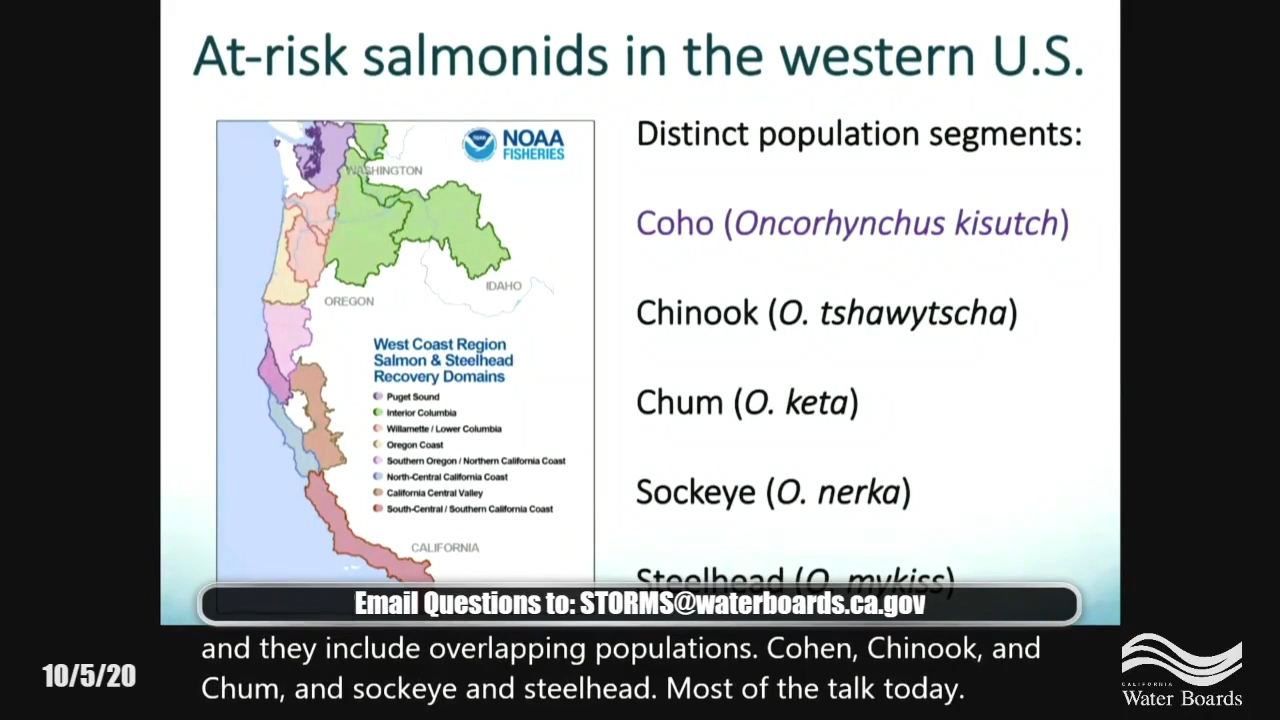 At-risk salmonids in the western U.S.
NOAA
FISHERIES
WASHINGTON
OREGON
IDAHO
West Coast Region
Salmon & Steelhead
Recovery Domains
Puget Sound
Interior Columbia
Willamette / Lower Columbia
Oregon Coast
Southern Oregon / Northern California Coast
North-Central California Coast
California Central Valley
South-Central / Southern California Coast
CALIFORNIA
Distinct population segments:
Coho (Oncorhynchus kisutch)
Chinook (O. tshawytscha)
Chum (O. keta)
Sockeye (O. nerka)
Steelhead (O. mykiss)
Email Questions to: STORMS@waterboards.ca.gov
and they include overlapping populations. Cohen, Chinook, and
Chum, and sockeye and steelhead. Most of the talk today.
10/5/20
CALIFORNIA
Water Boards